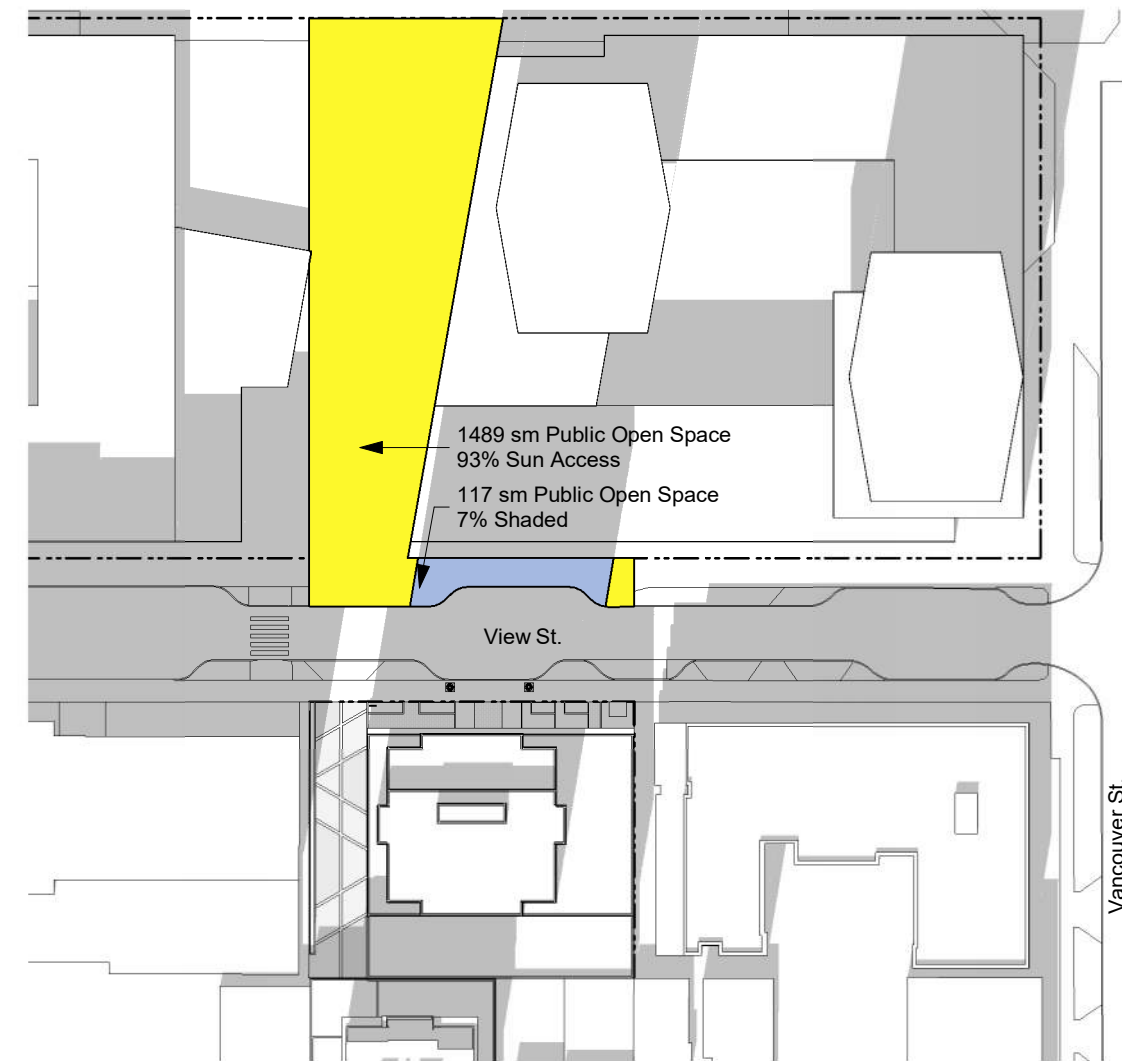 1489 sm Public Open Space
93% Sun Access
117 sm Public Open Space
7% Shaded
View St.
Vancouver St.